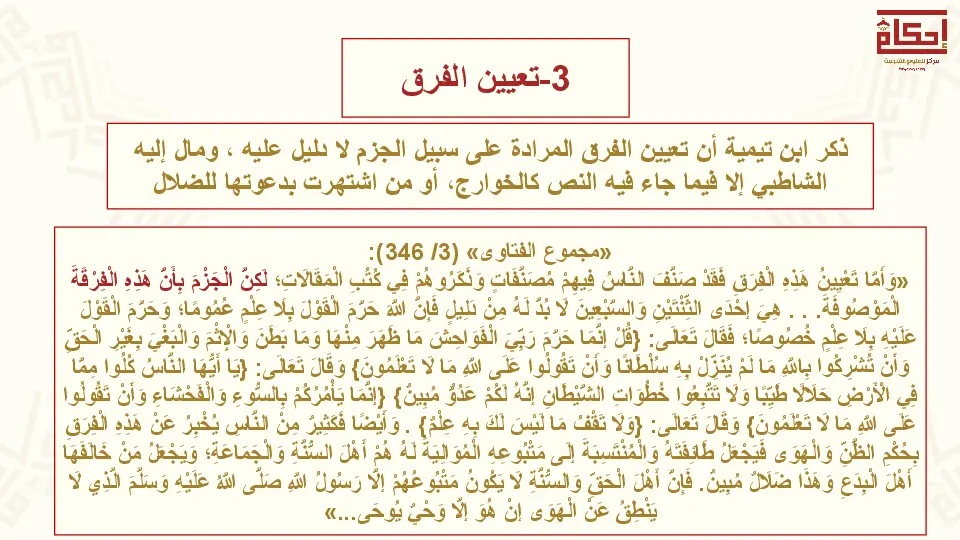 إحكام
مركز للعلوم الشرعية
3-تعيين الفرق
ذكر ابن تيمية أن تعيين الفرق المرادة على سبيل الجزم لا دليل عليه ، ومال إليه
الشاطبي إلا فيما جاء فيه النص كالخوارج، أو من اشتهرت بدعوتها للضلال
«مجموع الفتاوى» (3/ 346):
«وَأَمَّا تَعْيِينُ هَذِهِ الْفِرَقِ فَقَدْ صَنَّفَ النَّاسُ فِيهِمْ مُصَنَّفَاتٍ وَذَكَرُوهُمْ فِي كُتُبِ الْمَقَالَاتِ؛ لَكِنَّ الْجَزْمَ بِأَنَّ هَذِهِ الْفِرْقَةَ
الْمَوْصُوفَةَ. . . هِيَ إحْدَى الثِّنْتَيْنِ وَالسَّبْعِينَ لَا بُدَّ لَهُ مِنْ دَلِيلٍ فَإِنَّ اللَّهَ حَرَّمَ الْقَوْلَ بِلَا عِلْمٍ عُمُومًا؛ وَحَرَّمَ الْقَوْلَ
عَلَيْهِ بِلَا عِلْمٍ خُصُوصًا؛ فَقَالَ تَعَالَى: {قُلْ إنَّمَا حَرَّمَ رَبِّيَ الْفَوَاحِشَ مَا ظَهَرَ مِنْهَا وَمَا بَطَنَ وَالْإِثْمَ وَالْبَغْيَ بِغَيْرِ الْحَقِّ
وَأَنْ تُشْرِكُوا بِاللَّهِ مَا لَمْ يُنَزِّلْ بِهِ سُلْطَانًا وَأَنْ تَقُولُوا عَلَى اللَّهِ مَا لَا تَعْلَمُونَ} وَقَالَ تَعَالَى: {يَا أَيُّهَا النَّاسُ كُلُوا مِمَّا
فِي الْأَرْضِ حَلَالًا طَيِّبًا وَلَا تَتَّبِعُوا خُطُوَاتِ الشَّيْطَانِ إنَّهُ لَكُمْ عَدُوٌّ مُبِينٌ} {إنَّمَا يَأْمُرُكُمْ بِالسُّوءِ وَالْفَحْشَاءِ وَأَنْ تَقُولُوا
عَلَى اللَّهِ مَا لَا تَعْلَمُونَ} وَقَالَ تَعَالَى: {وَلَا تَقْفُ مَا لَيْسَ لَكَ بِهِ عِلْمٌ} . وَأَيْضًا فَكَثِيرٌ مِنْ النَّاسِ يُخْبِرُ عَنْ هَذِهِ الْفِرَقِ
بِحُكْمِ الظَّنِّ وَالْهَوَى فَيَجْعَلُ طَائِفَتَهُ وَالْمُنْتَسِبَةَ إلَى مَتْبُوعِهِ الْمُوَالِيَةَ لَهُ هُمْ أَهْلَ السُّنَّةِ وَالْجَمَاعَةِ؛ وَيَجْعَلُ مَنْ خَالَفَهَا
أَهْلَ الْبِدَعِ وَهَذَا ضَلَالٌ مُبِينٌ. فَإِنَّ أَهْلَ الْحَقِّ وَالسُّنَّةِ لَا يَكُونُ مَتْبُوعُهُمْ إلَّا رَسُولُ اللَّهِ صَلَّى اللَّهُ عَلَيْهِ وَسَلَّمَ الَّذِي لَا
يَنْطِقُ عَنْ الْهَوَى إنْ هُوَ إلَّا وَحْيٌ يُوحَى...»